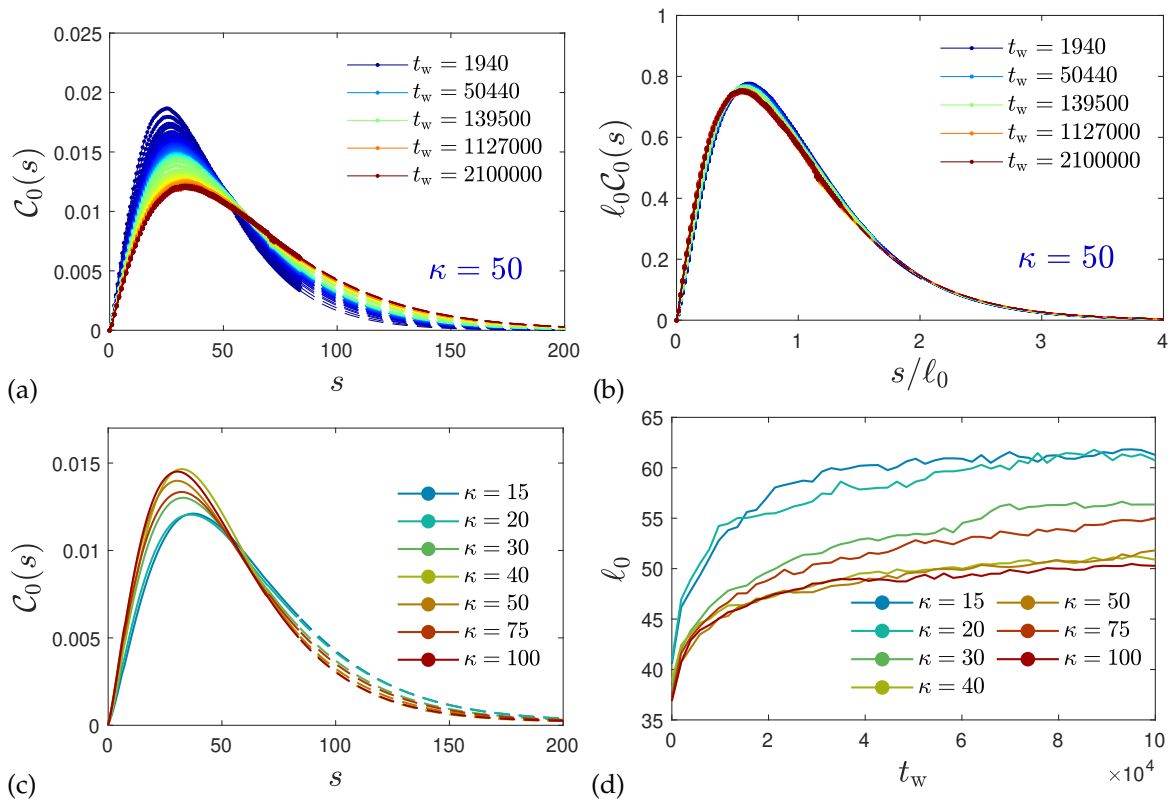 0.025
0.02
0.015
0.01
0.005
0
0 50 100 150 200
C₀(s)
s
t_w = 1940
t_w = 50440
t_w = 139500
t_w = 1127000
t_w = 2100000
κ = 50
(a)
1
0.8
0.6
0.4
0.2
0
0 1 2 3 4
ℓ₀C₀(s)
s/ℓ₀
t_w = 1940
t_w = 50440
t_w = 139500
t_w = 1127000
t_w = 2100000
κ = 50
(b)
0.015
0.01
0.005
0
0 50 100 150 200
C₀(s)
s
κ = 15
κ = 20
κ = 30
κ = 40
κ = 50
κ = 75
κ = 100
(c)
65
60
55
50
45
40
35
0 2 4 6 8 10
×10⁴
ℓ₀
t_w
κ = 15 κ = 50
κ = 20 κ = 75
κ = 30 κ = 100
κ = 40
(d)